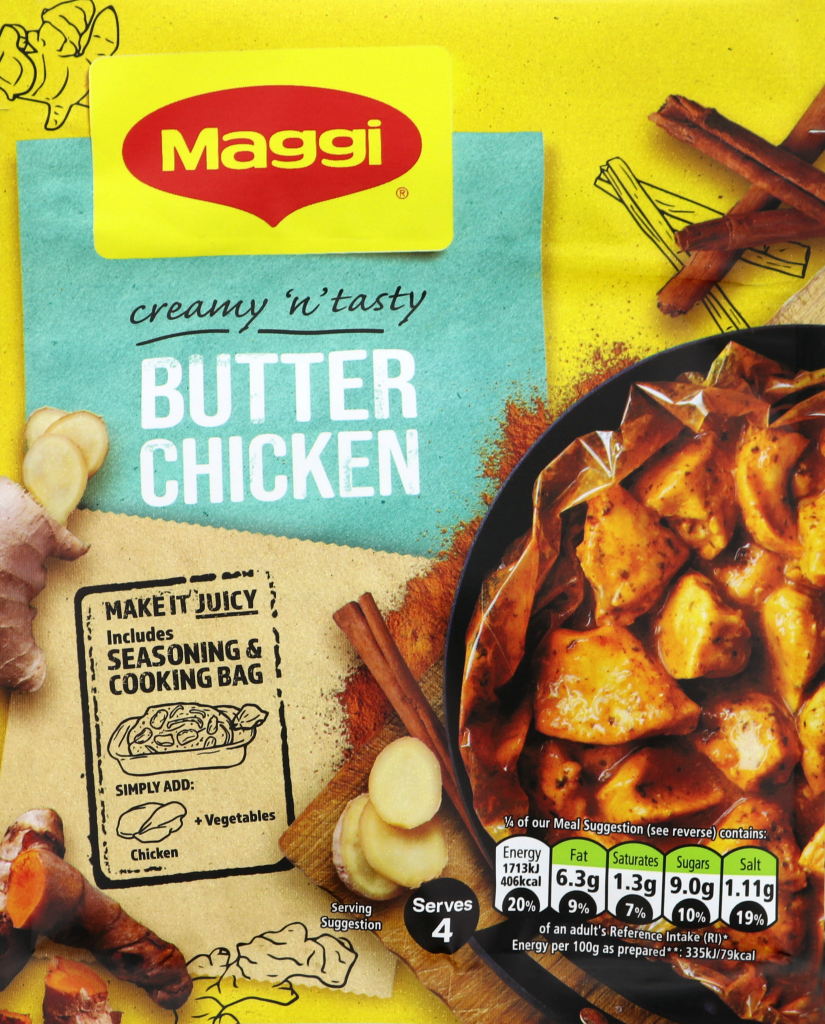 Maggi
®
creamy 'n' tasty
BUTTER
CHICKEN
MAKE IT JUICY
Includes
SEASONING &
COOKING BAG
SIMPLY ADD:
+ Vegetables
Chicken
Serving
Suggestion
Serves
4
¼ of our Meal Suggestion (see reverse) contains:
Energy
1713kJ
406kcal
20%
Fat
6.3g
9%
Saturates
1.3g
7%
Sugars
9.0g
10%
Salt
1.11g
19%
of an adult's Reference Intake (RI)*
Energy per 100g as prepared**: 335kJ/79kcal